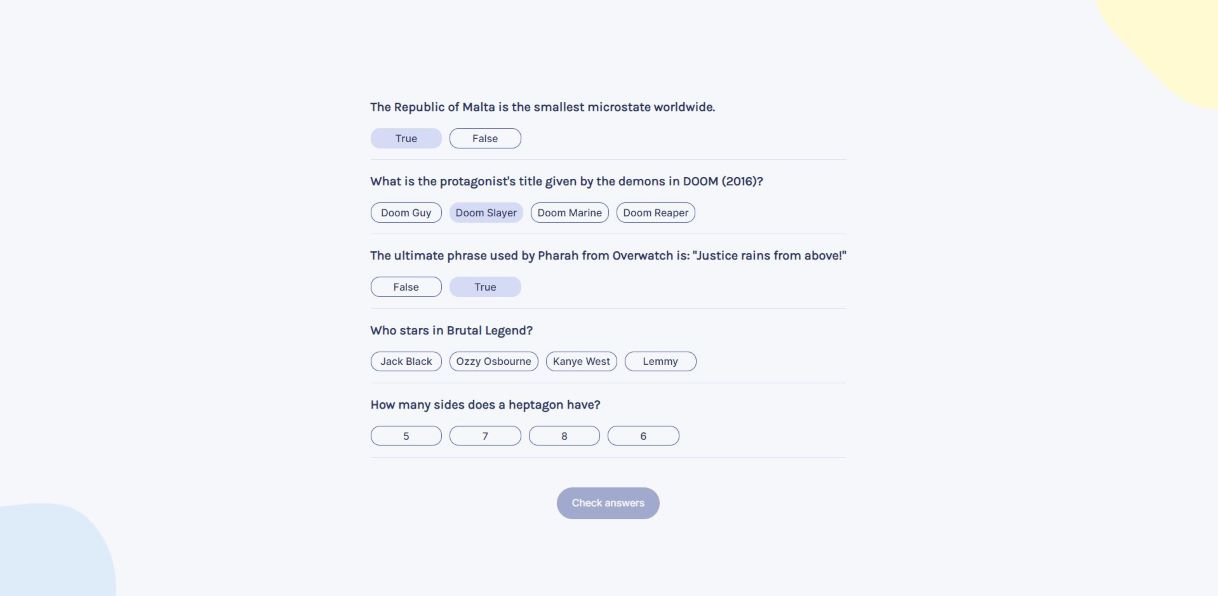 The Republic of Malta is the smallest microstate worldwide.
True False
What is the protagonist's title given by the demons in DOOM (2016)?
Doom Guy Doom Slayer Doom Marine Doom Reaper
The ultimate phrase used by Pharah from Overwatch is: "Justice rains from above!"
False True
Who stars in Brutal Legend?
Jack Black Ozzy Osbourne Kanye West Lemmy
How many sides does a heptagon have?
5 7 8 6
Check answers